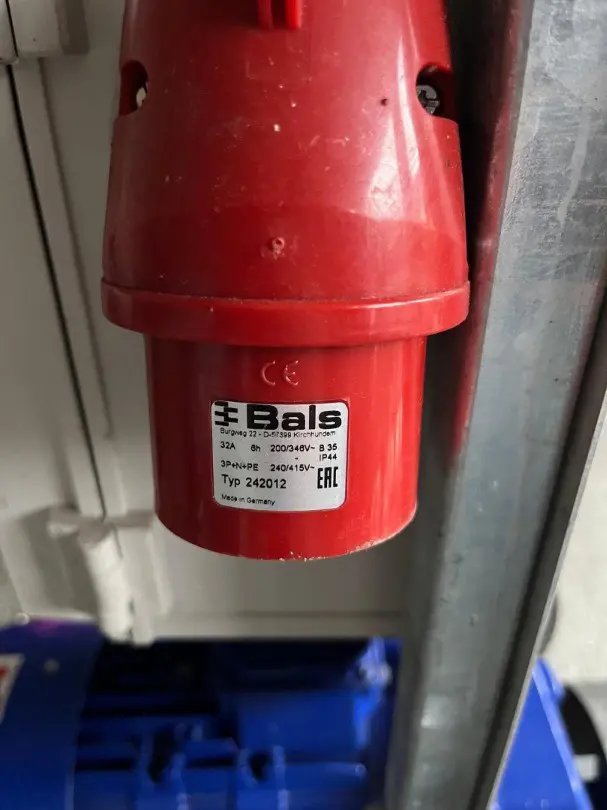 CE
Bals
Burgweg 22 - D-57399 Kirchhundem
32A 6h 200/346V~ B 35
- IP44
3P+N+PE 240/415V~
Typ 242012 EAC
Made in Germany